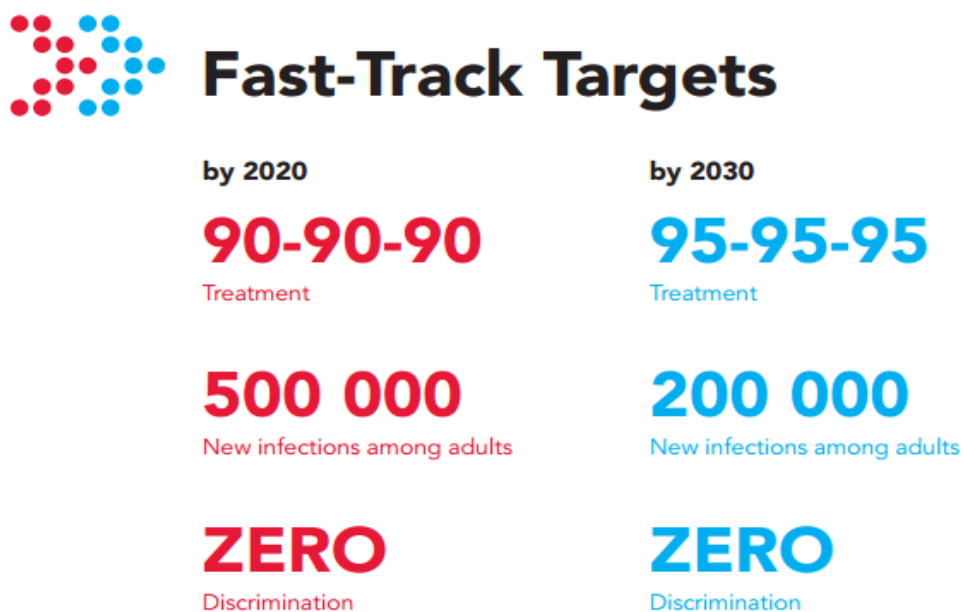 Fast-Track Targets
by 2020
90-90-90
Treatment
500 000
New infections among adults
ZERO
Discrimination
by 2030
95-95-95
Treatment
200 000
New infections among adults
ZERO
Discrimination